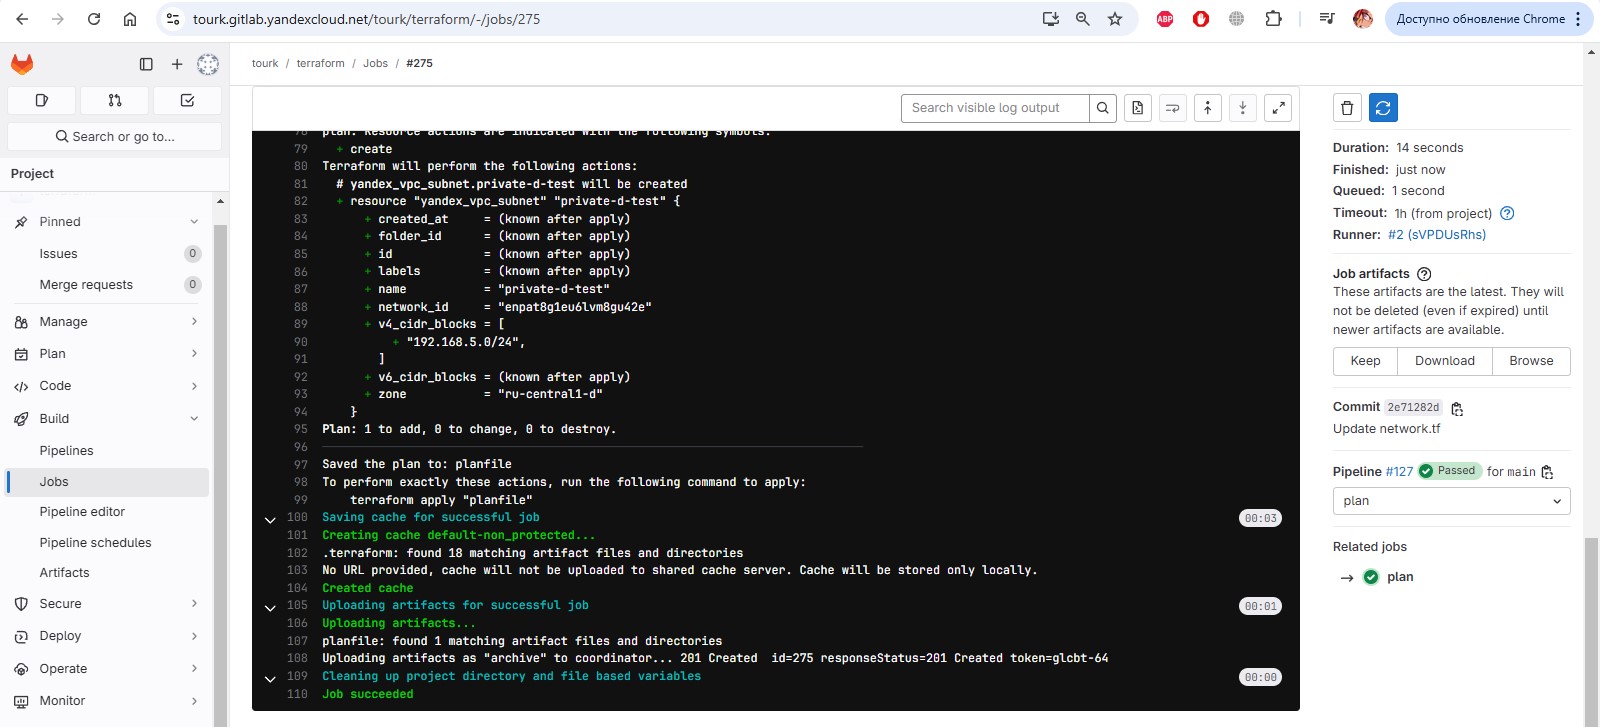 tourk.gitlab.yandexcloud.net/tourk/terraform/-/jobs/275
ABP
Доступно обновление Chrome
tourk / terraform / Jobs / #275
Search or go to...
Project
Pinned
Issues 0
Merge requests 0
Manage
Plan
Code
Build
Pipelines
Jobs
Pipeline editor
Pipeline schedules
Artifacts
Secure
Deploy
Operate
Monitor
Search visible log output
78 plan. Resource actions are indicated with the following symbols:
79 + create
80 Terraform will perform the following actions:
81 # yandex_vpc_subnet.private-d-test will be created
82 + resource "yandex_vpc_subnet" "private-d-test" {
83 + created_at = (known after apply)
84 + folder_id = (known after apply)
85 + id = (known after apply)
86 + labels = (known after apply)
87 + name = "private-d-test"
88 + network_id = "enpat8g1eu6lvm8gu42e"
89 + v4_cidr_blocks = [
90 + "192.168.5.0/24",
91 ]
92 + v6_cidr_blocks = (known after apply)
93 + zone = "ru-central1-d"
94 }
95 Plan: 1 to add, 0 to change, 0 to destroy.
96
97 Saved the plan to: planfile
98 To perform exactly these actions, run the following command to apply:
99 terraform apply "planfile"
100 Saving cache for successful job 00:03
101 Creating cache default-non_protected...
102 .terraform: found 18 matching artifact files and directories
103 No URL provided, cache will not be uploaded to shared cache server. Cache will be stored only locally.
104 Created cache
105 Uploading artifacts for successful job 00:01
106 Uploading artifacts...
107 planfile: found 1 matching artifact files and directories
108 Uploading artifacts as "archive" to coordinator... 201 Created  id=275 responseStatus=201 Created token=glcbt-64
109 Cleaning up project directory and file based variables 00:00
110 Job succeeded
Duration: 14 seconds
Finished: just now
Queued: 1 second
Timeout: 1h (from project)
Runner: #2 (sVPDUsRhs)
Job artifacts
These artifacts are the latest. They will
not be deleted (even if expired) until
newer artifacts are available.
Keep Download Browse
Commit 2e71282d
Update network.tf
Pipeline #127 Passed for main
plan
Related jobs
→ plan